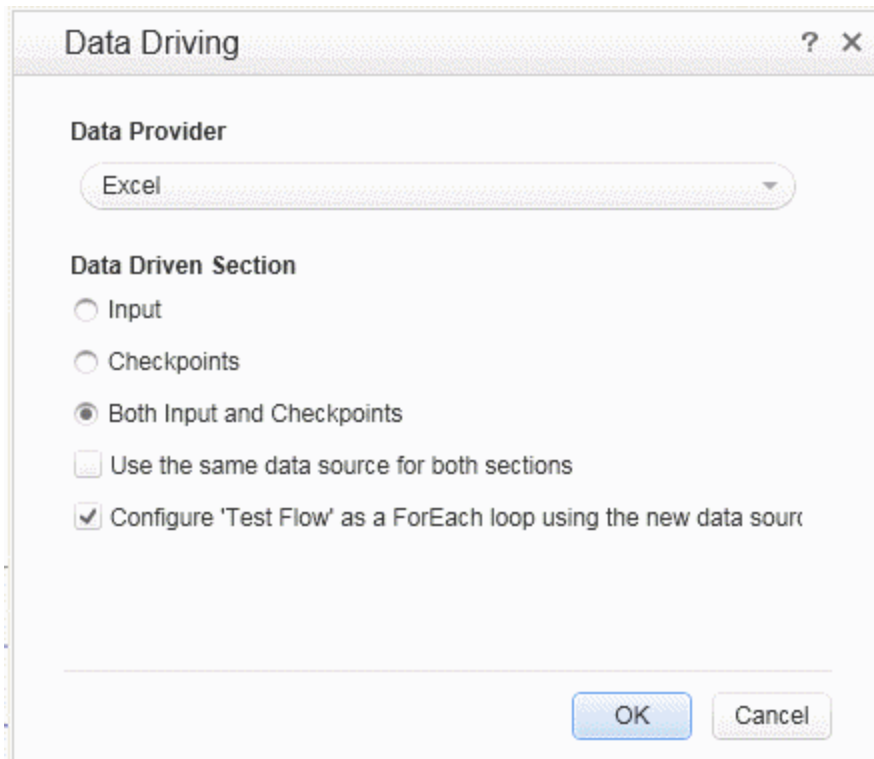 Data Driving ? ×
Data Provider
Excel
Data Driven Section
Input
Checkpoints
Both Input and Checkpoints
Use the same data source for both sections
Configure 'Test Flow' as a ForEach loop using the new data sourc
OK Cancel